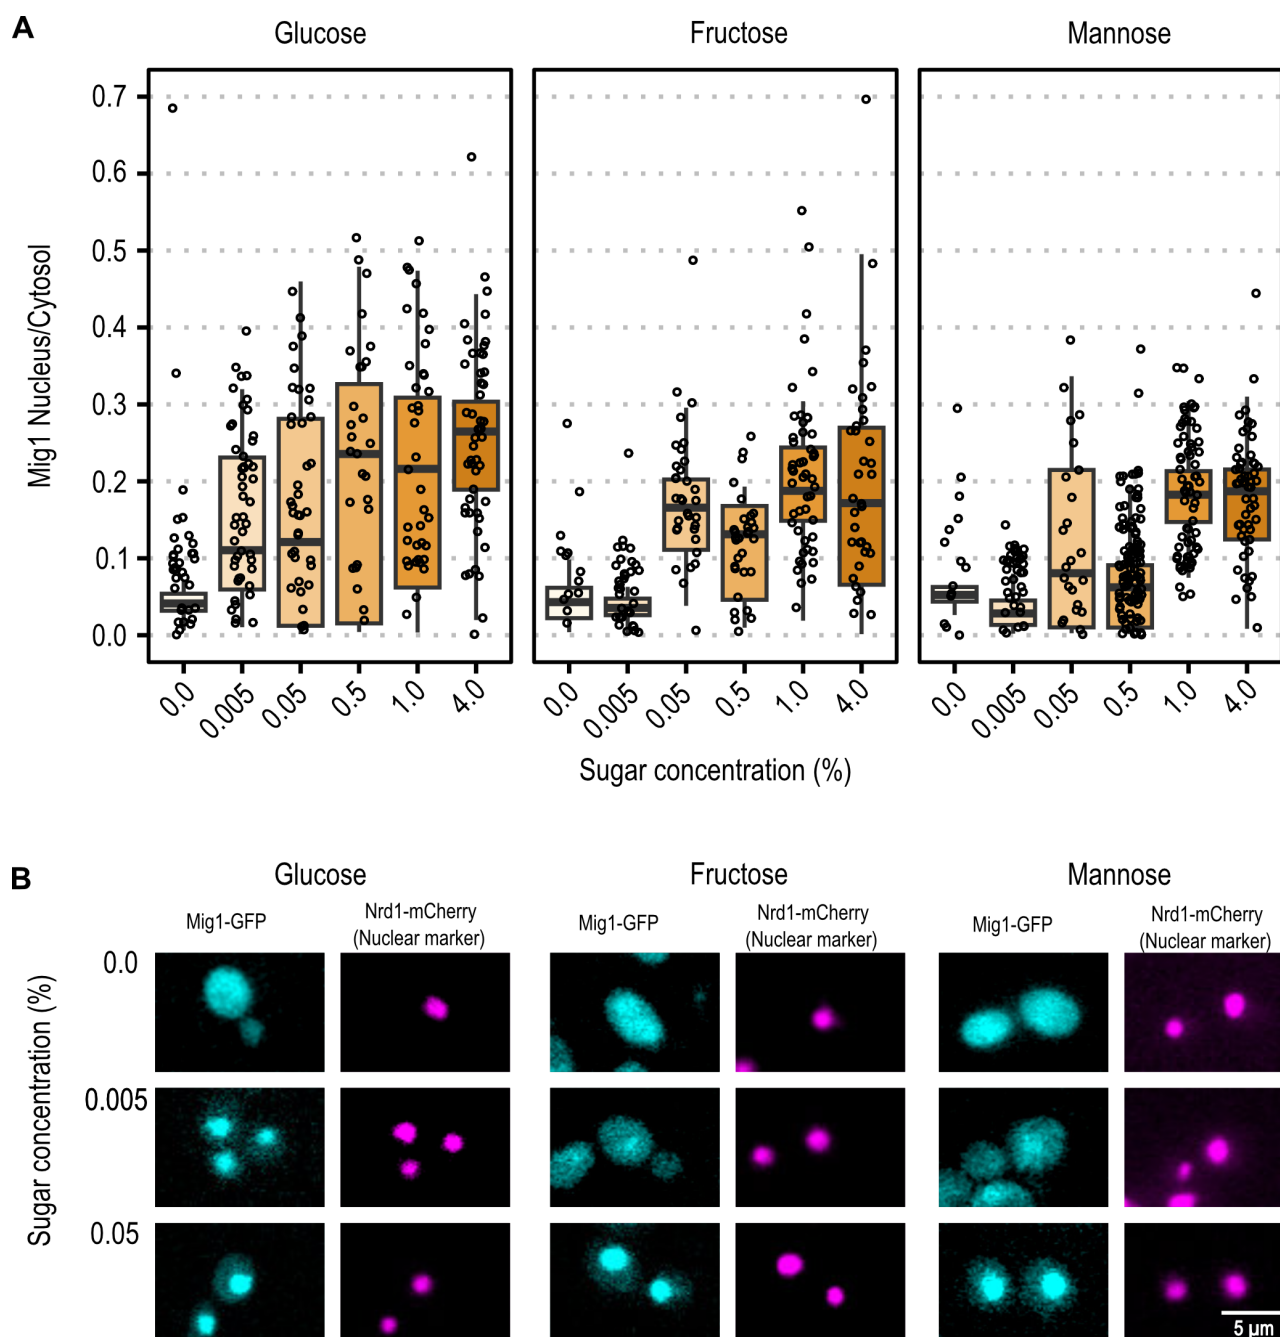 A
Glucose Fructose Mannose
Mig1 Nucleus/Cytosol
0.7
0.6
0.5
0.4
0.3
0.2
0.1
0.0
0.0 0.005 0.05 0.5 1.0 4.0 0.0 0.005 0.05 0.5 1.0 4.0 0.0 0.005 0.05 0.5 1.0 4.0
Sugar concentration (%)
B
Glucose Fructose Mannose
Mig1-GFP Nrd1-mCherry (Nuclear marker) Mig1-GFP Nrd1-mCherry (Nuclear marker) Mig1-GFP Nrd1-mCherry (Nuclear marker)
Sugar concentration (%)
0.0
0.005
0.05
5 µm